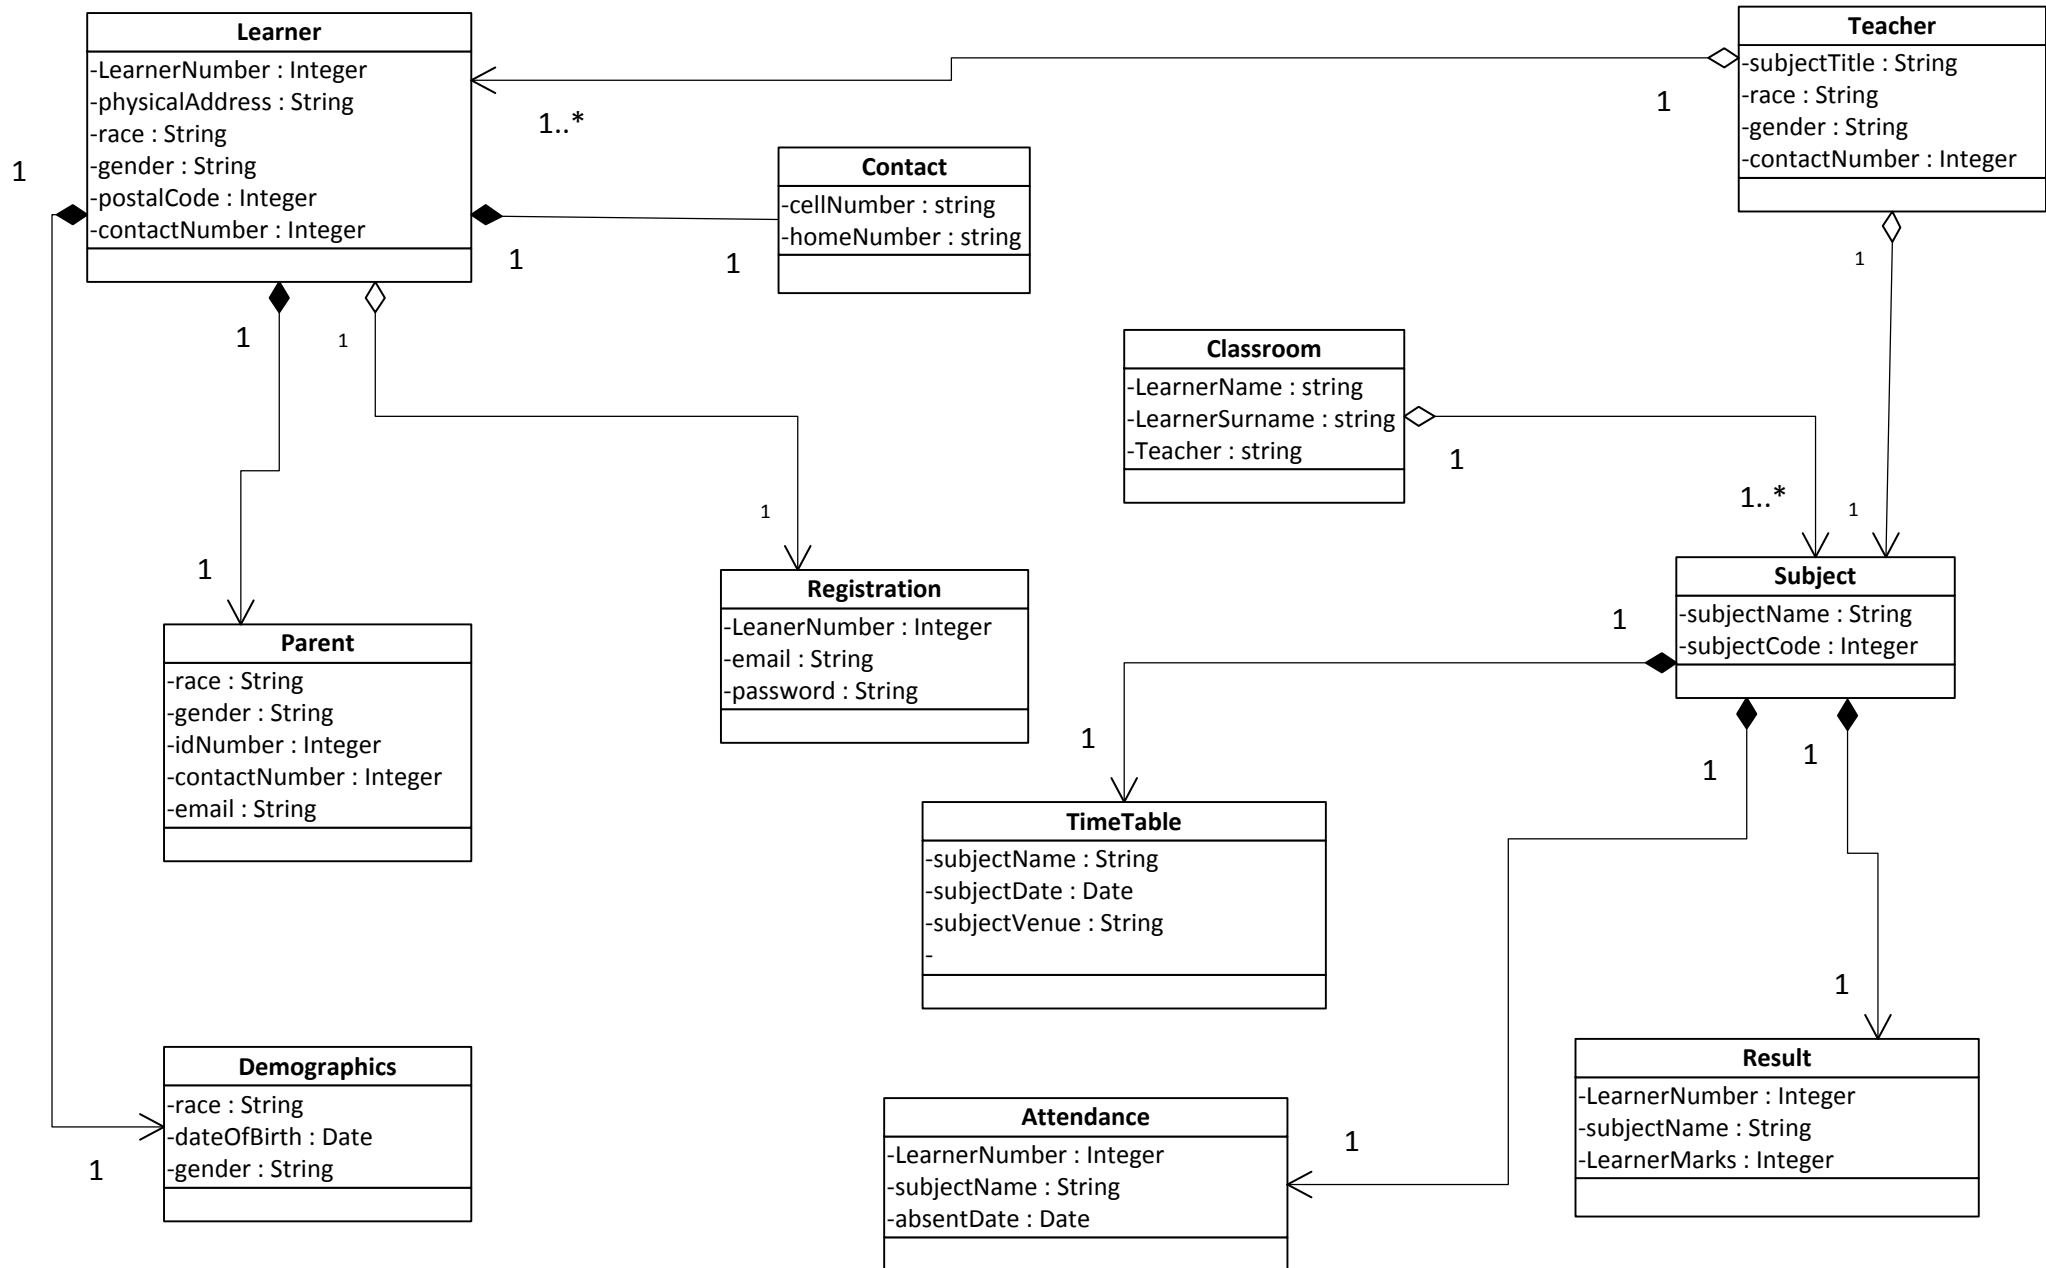 Learner
-LearnerNumber : Integer
-physicalAddress : String
-race : String
-gender : String
-postalCode : Integer
-contactNumber : Integer
1
1..*
1
Teacher
-subjectTitle : String
-race : String
-gender : String
-contactNumber : Integer
Contact
-cellNumber : string
-homeNumber : string
1
1
1
1
1
Classroom
-LearnerName : string
-LearnerSurname : string
-Teacher : string
1
1..*
1
1
1
Registration
-LeanerNumber : Integer
-email : String
-password : String
Subject
-subjectName : String
-subjectCode : Integer
1
Parent
-race : String
-gender : String
-idNumber : Integer
-contactNumber : Integer
-email : String
1
1
1
1
TimeTable
-subjectName : String
-subjectDate : Date
-subjectVenue : String
-
1
Demographics
-race : String
-dateOfBirth : Date
-gender : String
1
Attendance
-LearnerNumber : Integer
-subjectName : String
-absentDate : Date
1
Result
-LearnerNumber : Integer
-subjectName : String
-LearnerMarks : Integer